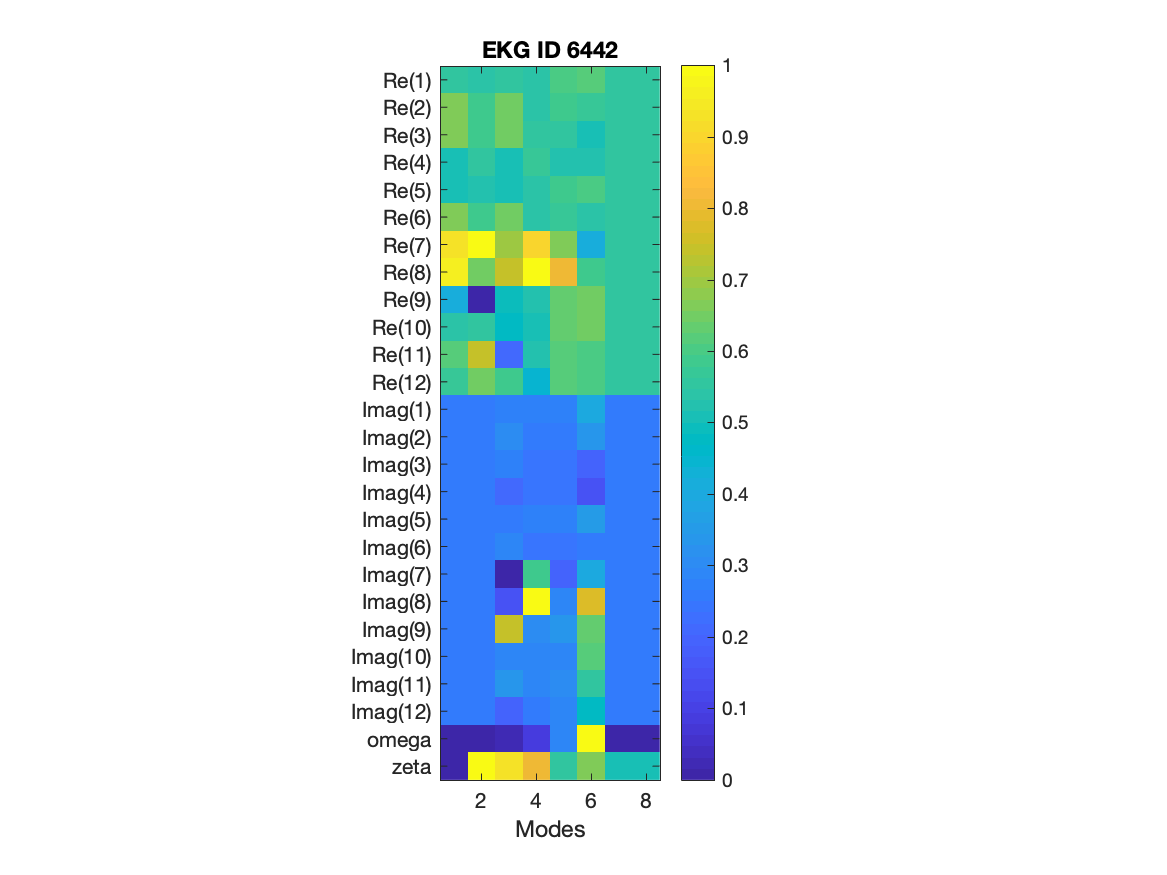 EKG ID 6442
Re(1)
Re(2)
Re(3)
Re(4)
Re(5)
Re(6)
Re(7)
Re(8)
Re(9)
Re(10)
Re(11)
Re(12)
Imag(1)
Imag(2)
Imag(3)
Imag(4)
Imag(5)
Imag(6)
Imag(7)
Imag(8)
Imag(9)
Imag(10)
Imag(11)
Imag(12)
omega
zeta
2 4 6 8
Modes
1
0.9
0.8
0.7
0.6
0.5
0.4
0.3
0.2
0.1
0